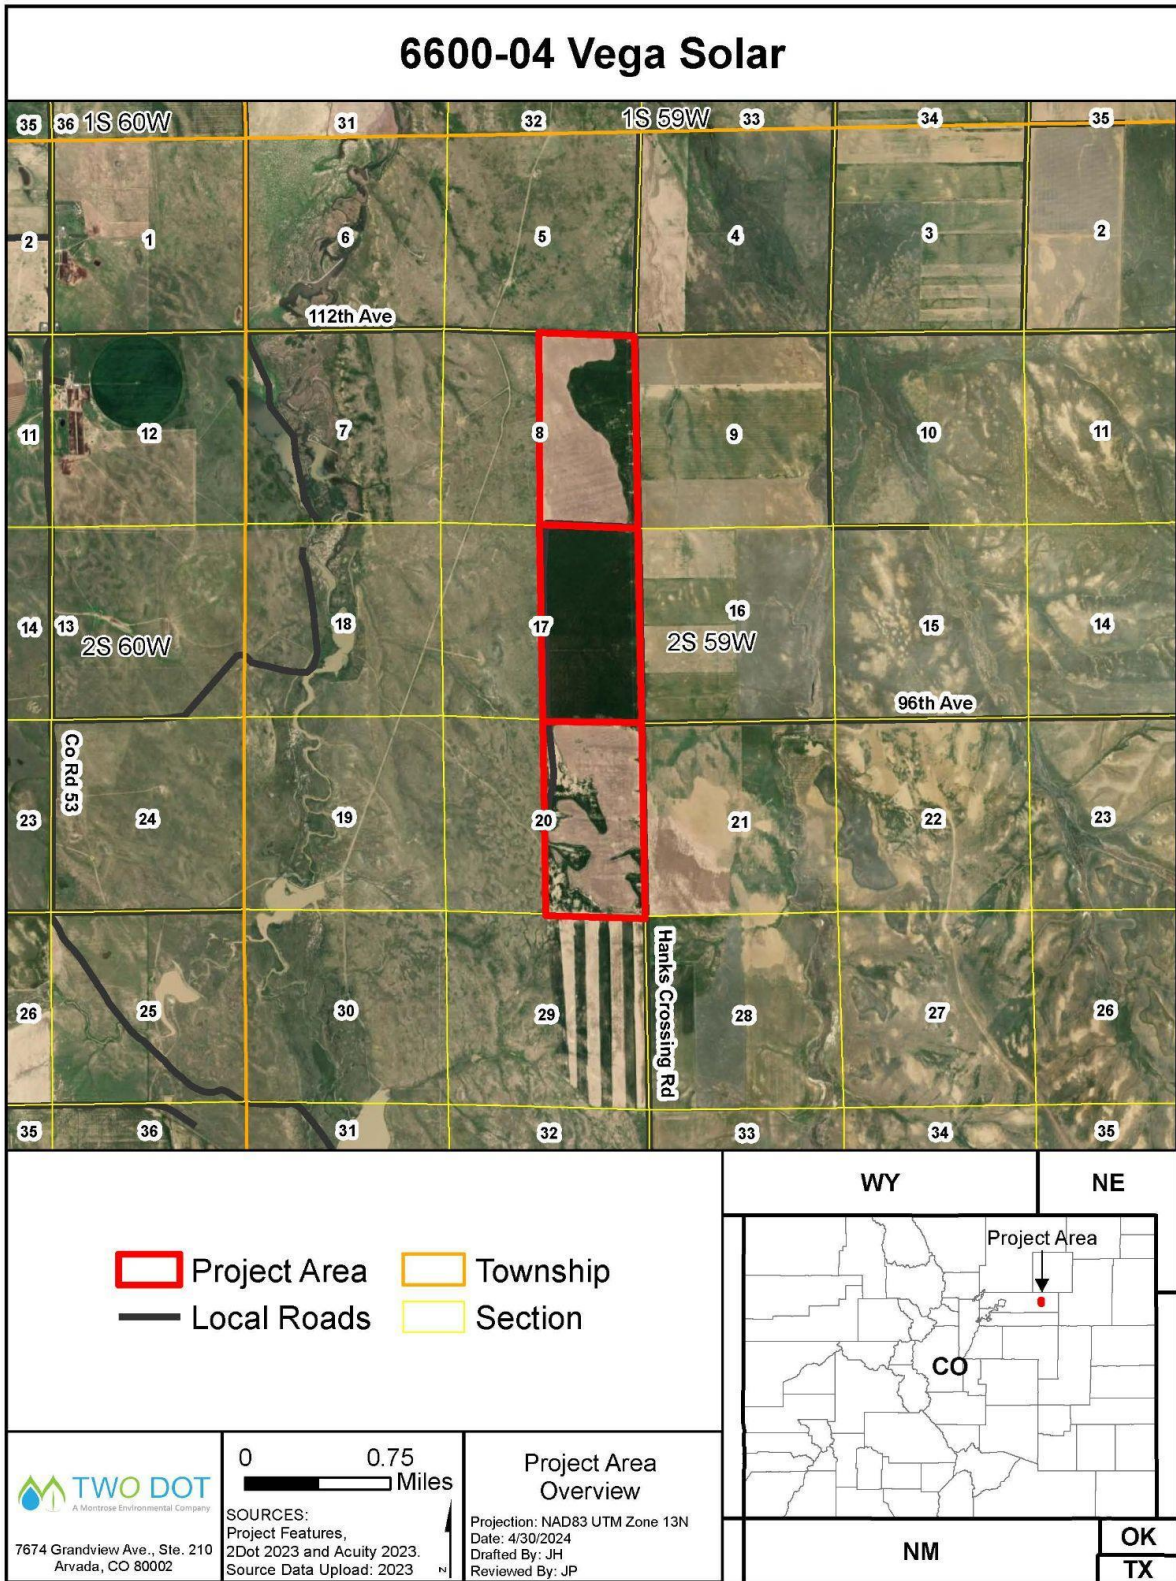 6600-04 Vega Solar
35 36 1S 60W 31 32 1S 59W 33 34 35
2 1 6 5 4 3 2
112th Ave
11 12 7 8 9 10 11
14 13 18 17 16 15 14
2S 60W 2S 59W
96th Ave
Co Rd 53
23 24 19 20 21 22 23
Hanks Crossing Rd
26 25 30 29 28 27 26
35 36 31 32 33 34 35
Project Area
Township
Local Roads
Section
WY
NE
Project Area
CO
NM
OK
TX
TWO DOT
A Montrose Environmental Company
7674 Grandview Ave., Ste. 210
Arvada, CO 80002
0 0.75
Miles
SOURCES:
Project Features,
2Dot 2023 and Acuity 2023.
Source Data Upload: 2023
N
Project Area
Overview
Projection: NAD83 UTM Zone 13N
Date: 4/30/2024
Drafted By: JH
Reviewed By: JP